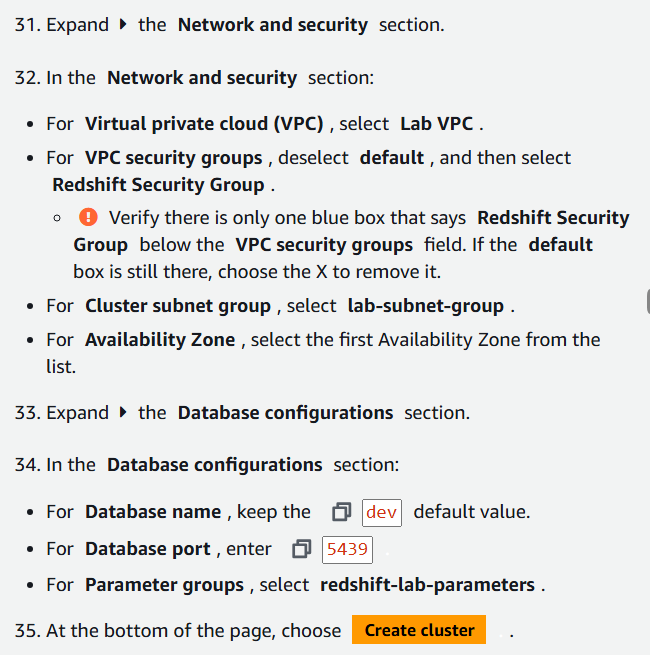 31. Expand the Network and security section.
32. In the Network and security section:
• For Virtual private cloud (VPC) , select Lab VPC .
• For VPC security groups , deselect default , and then select
Redshift Security Group .
Verify there is only one blue box that says Redshift Security
Group below the VPC security groups field. If the default
box is still there, choose the X to remove it.
• For Cluster subnet group , select lab-subnet-group .
• For Availability Zone , select the first Availability Zone from the
list.
33. Expand the Database configurations section.
34. In the Database configurations section:
• For Database name , keep the dev default value.
• For Database port , enter 5439
• For Parameter groups , select redshift-lab-parameters .
35. At the bottom of the page, choose Create cluster .